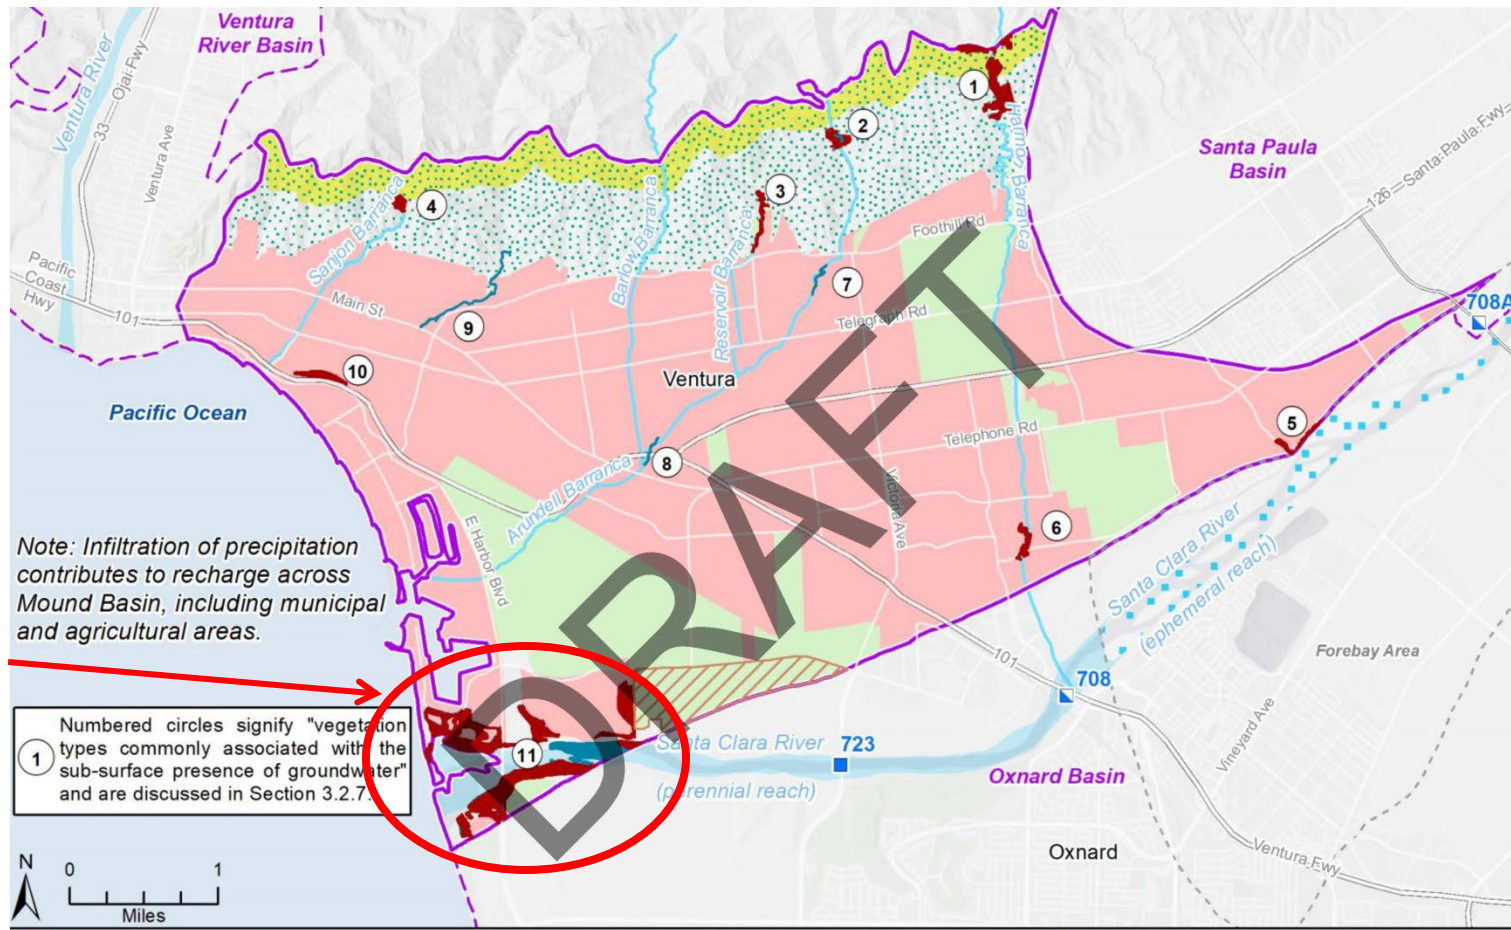 Ventura
River Basin
Ventura River
Ojai Fwy
33
Ventura Ave
1
2
3
4
Santa Paula
Basin
126
Santa Paula Fwy
Harmon Barranca
Sanjon Barranca
Barlow Barranca
Reservoir Barranca
Foothill Rd
Pacific
Coast
Hwy
101
Main St
9
7
Telegraph Rd
708A
10
Ventura
Pacific Ocean
5
Telephone Rd
8
Arundell Barranca
Victoria Ave
6
E Harbor Blvd
Santa Clara River
(ephemeral reach)
Note: Infiltration of precipitation
contributes to recharge across
Mound Basin, including municipal
and agricultural areas.
DRAFT
101
Forebay Area
708
Numbered circles signify "vegetation
types commonly associated with the
sub-surface presence of groundwater"
and are discussed in Section 3.2.7.
1
11
Santa Clara River
723
(perennial reach)
Oxnard Basin
Vineyard Ave
Oxnard
Ventura Fwy
N
0
1
Miles